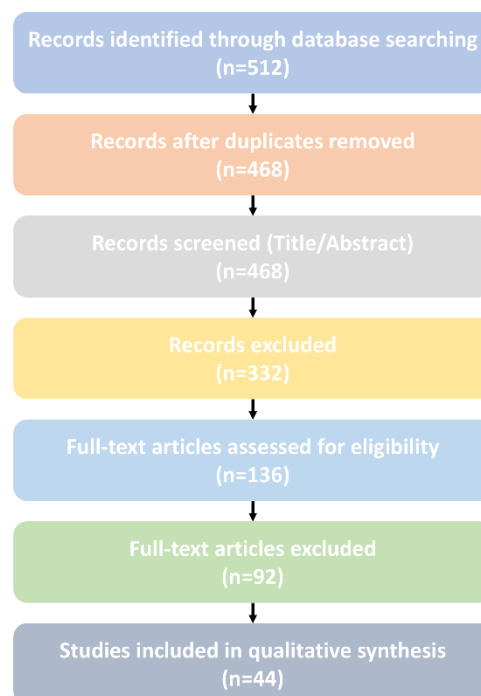 Records identified through database searching
(n=512)
Records after duplicates removed
(n=468)
Records screened (Title/Abstract)
(n=468)
Records excluded
(n=332)
Full-text articles assessed for eligibility
(n=136)
Full-text articles excluded
(n=92)
Studies included in qualitative synthesis
(n=44)